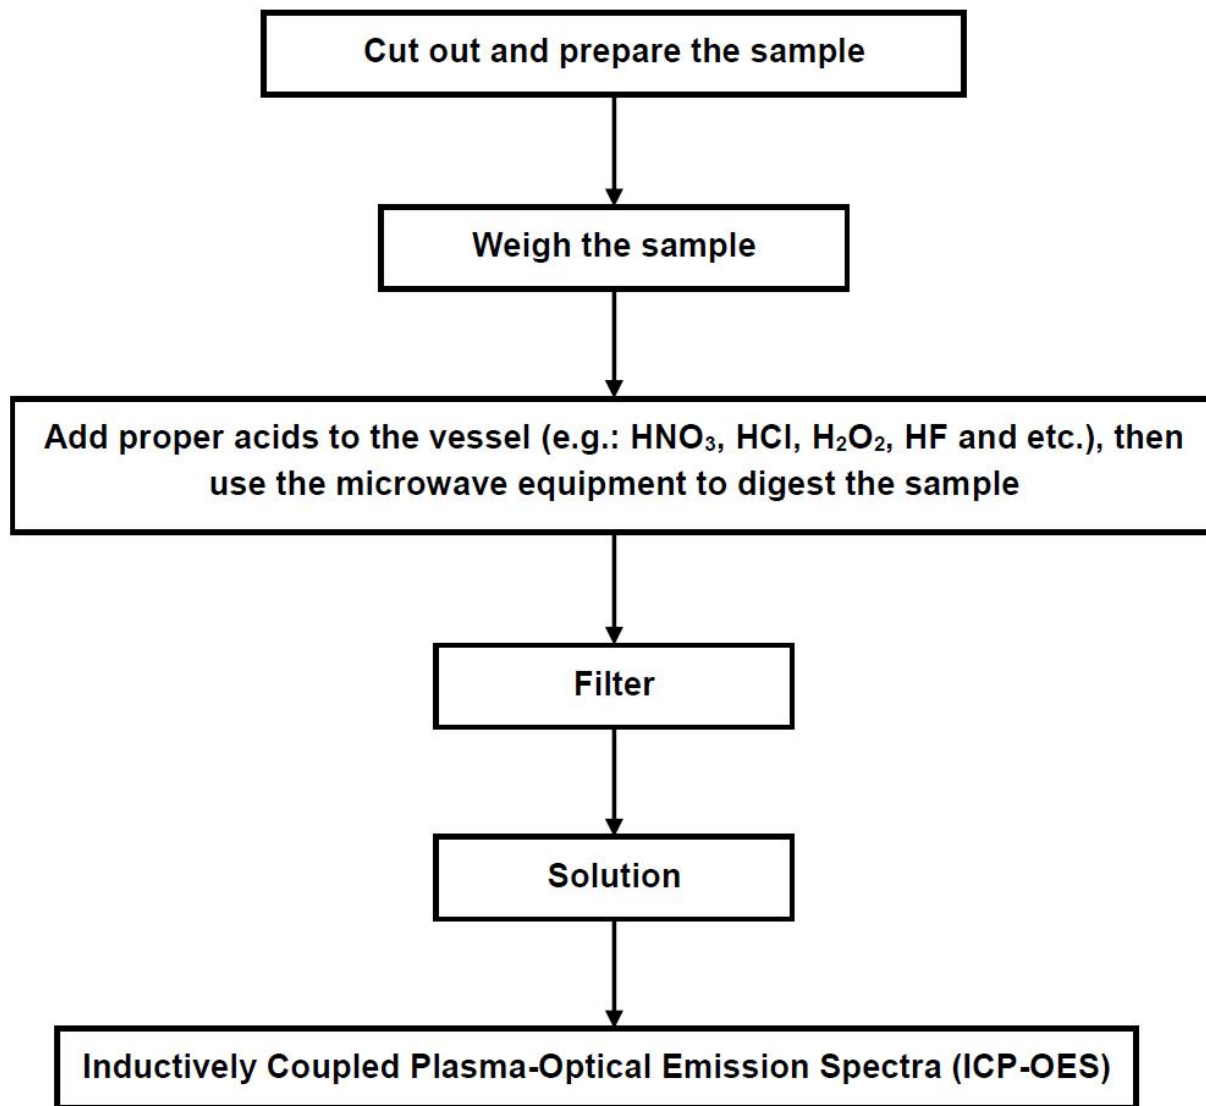 Cut out and prepare the sample
Weigh the sample
Add proper acids to the vessel (e.g.: HNO₃, HCl, H₂O₂, HF and etc.), then
use the microwave equipment to digest the sample
Filter
Solution
Inductively Coupled Plasma-Optical Emission Spectra (ICP-OES)